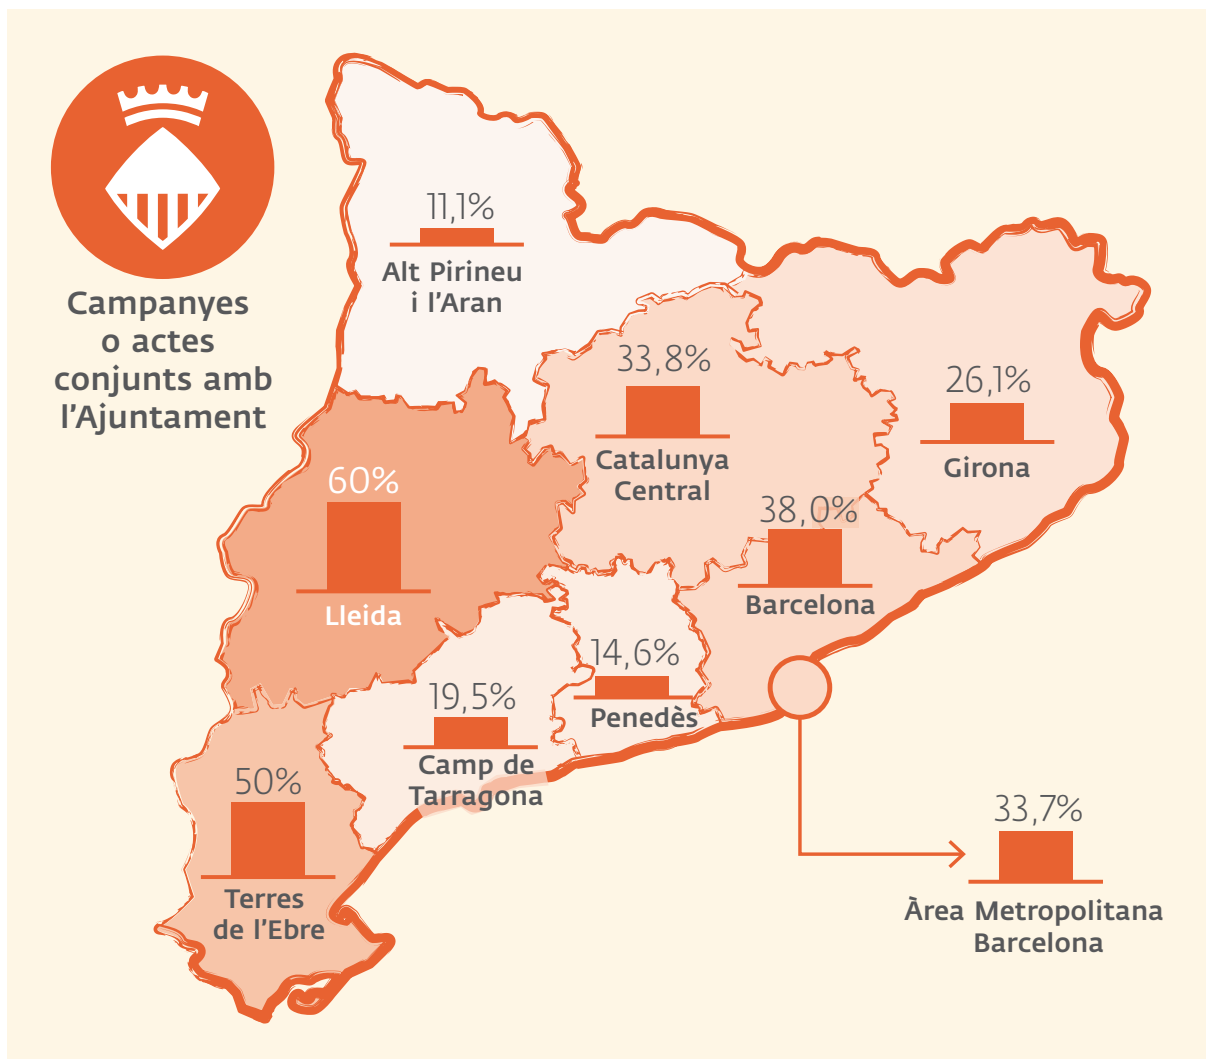 Campanyes
o actes
conjunts amb
l'Ajuntament
11,1%
Alt Pirineu
i l'Aran
33,8%
Catalunya
Central
26,1%
Girona
60%
Lleida
38,0%
Barcelona
14,6%
Penedès
19,5%
Camp de
Tarragona
50%
Terres
de l'Ebre
33,7%
Àrea Metropolitana
Barcelona